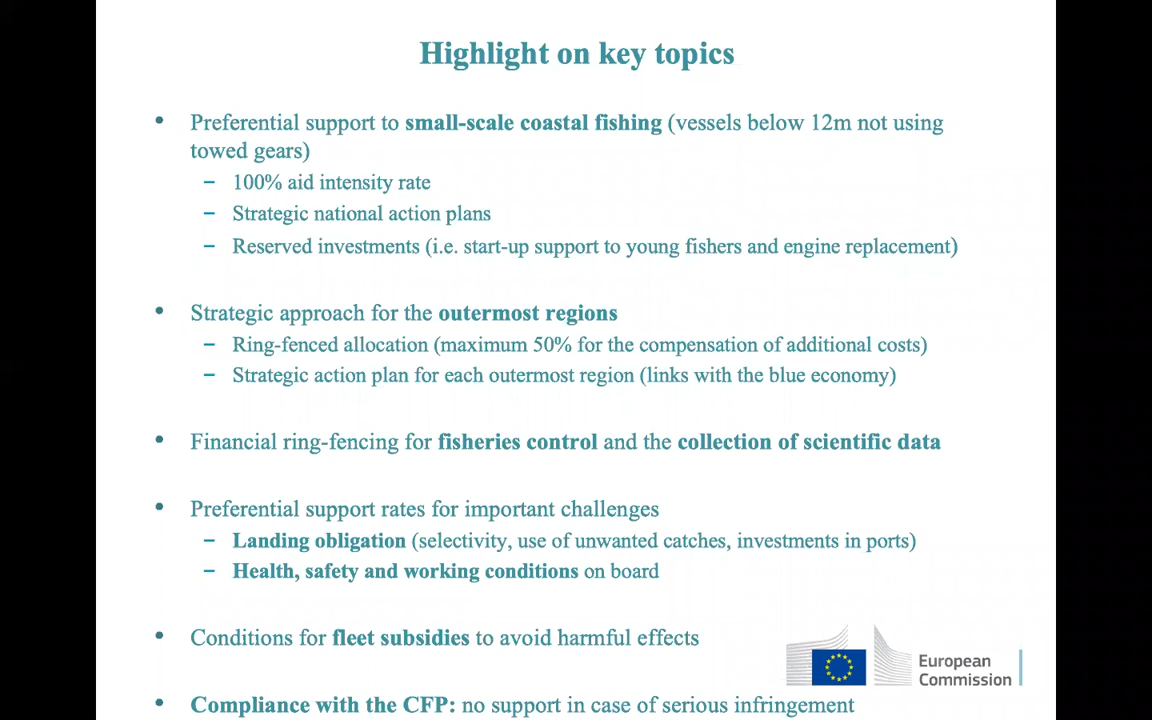 Highlight on key topics
• Preferential support to small-scale coastal fishing (vessels below 12m not using
towed gears)
– 100% aid intensity rate
– Strategic national action plans
– Reserved investments (i.e. start-up support to young fishers and engine replacement)
• Strategic approach for the outermost regions
– Ring-fenced allocation (maximum 50% for the compensation of additional costs)
– Strategic action plan for each outermost region (links with the blue economy)
• Financial ring-fencing for fisheries control and the collection of scientific data
• Preferential support rates for important challenges
– Landing obligation (selectivity, use of unwanted catches, investments in ports)
– Health, safety and working conditions on board
• Conditions for fleet subsidies to avoid harmful effects
European
Commission
• Compliance with the CFP: no support in case of serious infringement